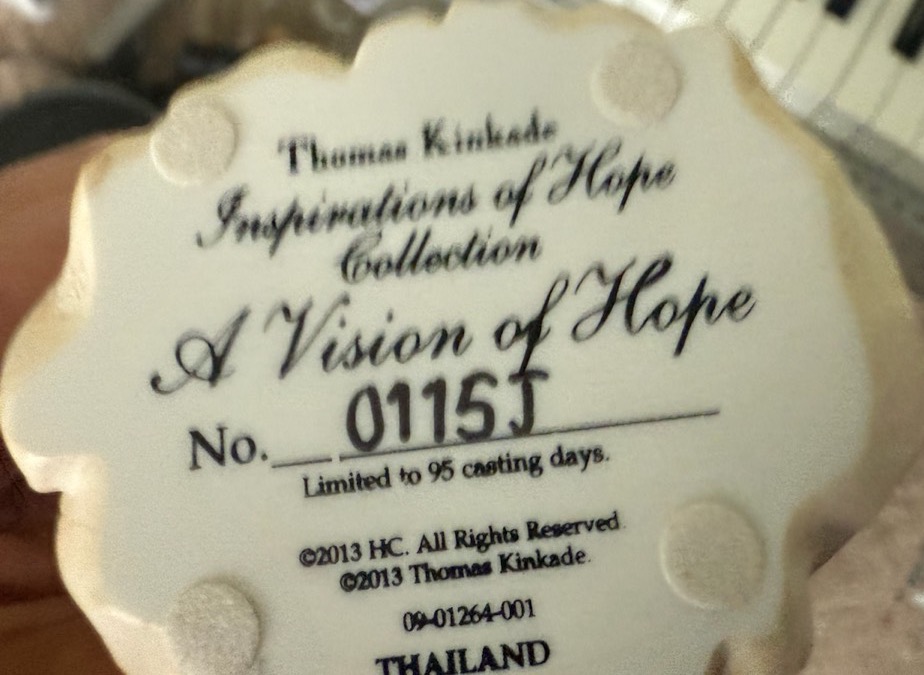 Thomas Kinkade
Inspirations of Hope
Collection
A Vision of Hope
No. 0115J
Limited to 95 casting days.
©2013 HC. All Rights Reserved.
©2013 Thomas Kinkade.
09-01264-001
THAILAND